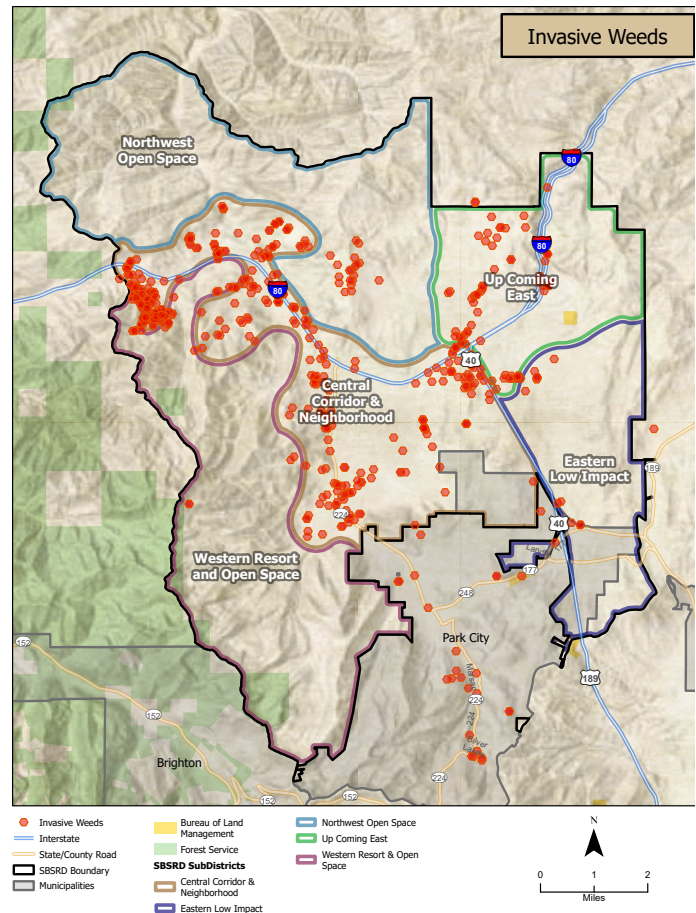 Invasive Weeds
Northwest
Open Space
80
80
Up Coming
East
80
40
Central
Corridor &
Neighborhood
Eastern
Low Impact
189
224
40
Western Resort
and Open Space
177
248
Park City
152
189
152
224
Brighton
224
152
152
Invasive Weeds
Interstate
State/County Road
SBSRD Boundary
Municipalities
Bureau of Land
Management
Forest Service
SBSRD SubDistricts
Central Corridor &
Neighborhood
Eastern Low Impact
Northwest Open Space
Up Coming East
Western Resort & Open
Space
N
0 1 2
Miles